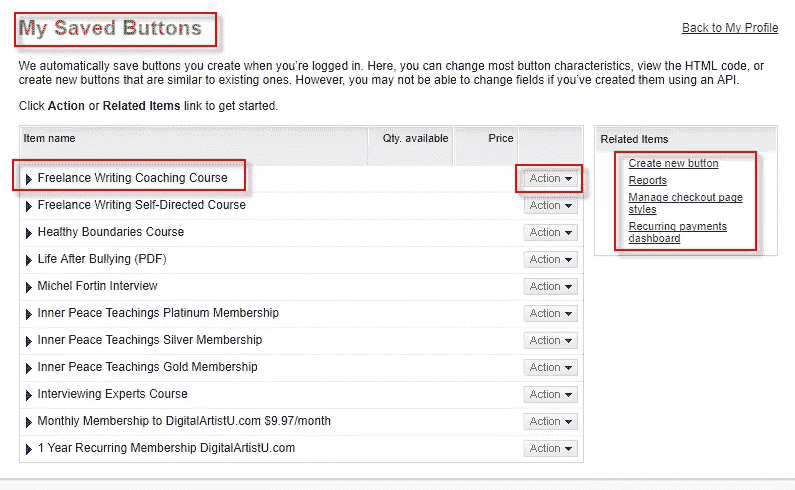 My Saved Buttons
Back to My Profile
We automatically save buttons you create when you're logged in. Here, you can change most button characteristics, view the HTML code, or
create new buttons that are similar to existing ones. However, you may not be able to change fields if you've created them using an API.
Click Action or Related Items link to get started.
Item name Qty. available Price
Freelance Writing Coaching Course Action
Freelance Writing Self-Directed Course Action
Healthy Boundaries Course Action
Life After Bullying (PDF) Action
Michel Fortin Interview Action
Inner Peace Teachings Platinum Membership Action
Inner Peace Teachings Silver Membership Action
Inner Peace Teachings Gold Membership Action
Interviewing Experts Course Action
Monthly Membership to DigitalArtistU.com $9.97/month Action
1 Year Recurring Membership DigitalArtistU.com Action
Related Items
Create new button
Reports
Manage checkout page
styles
Recurring payments
dashboard